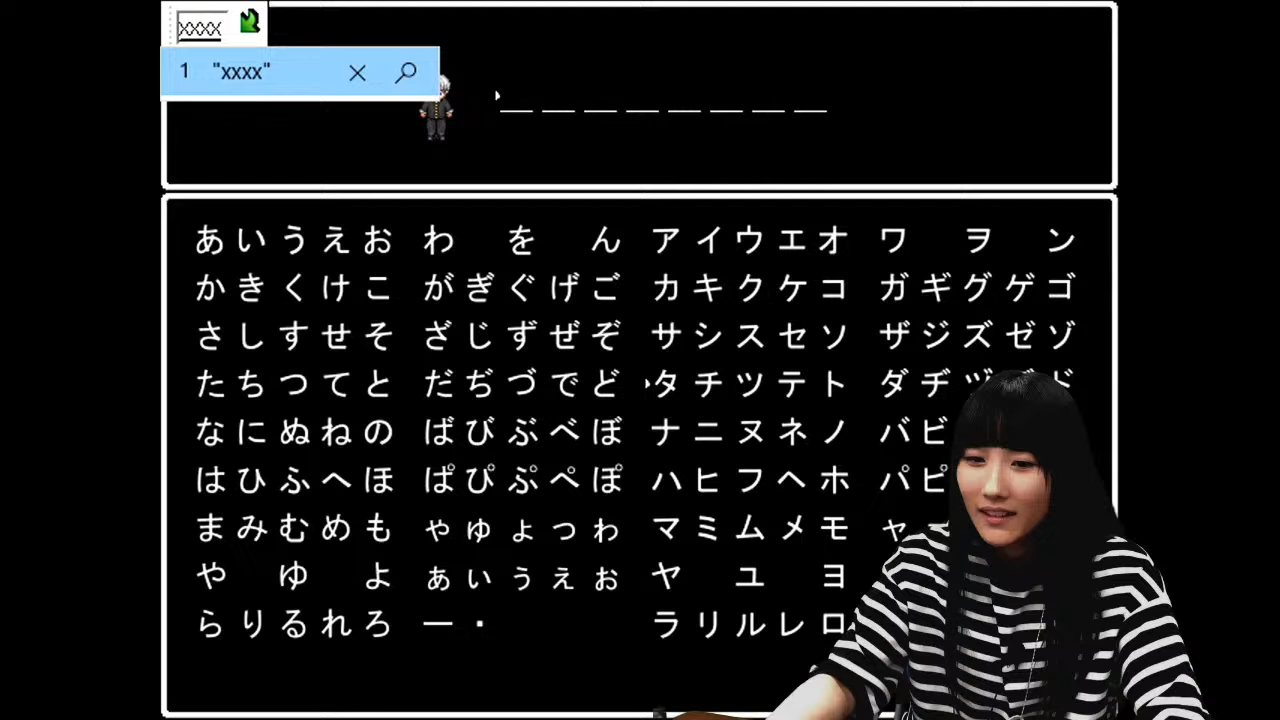 xxxx
1 "xxxx"
＿ ＿ ＿ ＿ ＿ ＿ ＿ ＿
あ い う え お わ を ん ア イ ウ エ オ ワ ヲ ン
か き く け こ が ぎ ぐ げ ご カ キ ク ケ コ ガ ギ グ ゲ ゴ
さ し す せ そ ざ じ ず ぜ ぞ サ シ ス セ ソ ザ ジ ズ ゼ ゾ
た ち つ て と だ ぢ づ で ど タ チ ツ テ ト ダ ヂ ヅ ド
な に ぬ ね の ば び ぶ べ ぼ ナ ニ ヌ ネ ノ バ ビ
は ひ ふ へ ほ ぱ ぴ ぷ ぺ ぽ ハ ヒ フ ヘ ホ パ ピ
ま み む め も ゃ ゅ ょ っ ゎ マ ミ ム メ モ ャ
や ゆ よ ぁ ぃ ぅ ぇ ぉ ヤ ユ ヨ
ら り る れ ろ ー ・ ラ リ ル レ ロ